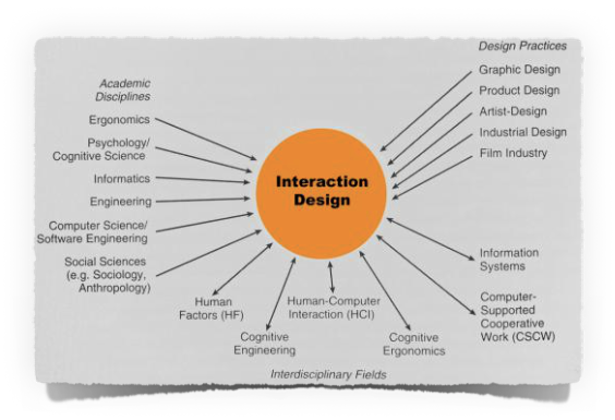 Academic
Disciplines
Ergonomics
Psychology/
Cognitive Science
Informatics
Engineering
Computer Science/
Software Engineering
Social Sciences
(e.g. Sociology,
Anthropology)
Interaction
Design
Design Practices
Graphic Design
Product Design
Artist-Design
Industrial Design
Film Industry
Information
Systems
Computer-
Supported
Cooperative
Work (CSCW)
Human
Factors (HF)
Cognitive
Engineering
Human-Computer
Interaction (HCI)
Cognitive
Ergonomics
Interdisciplinary Fields